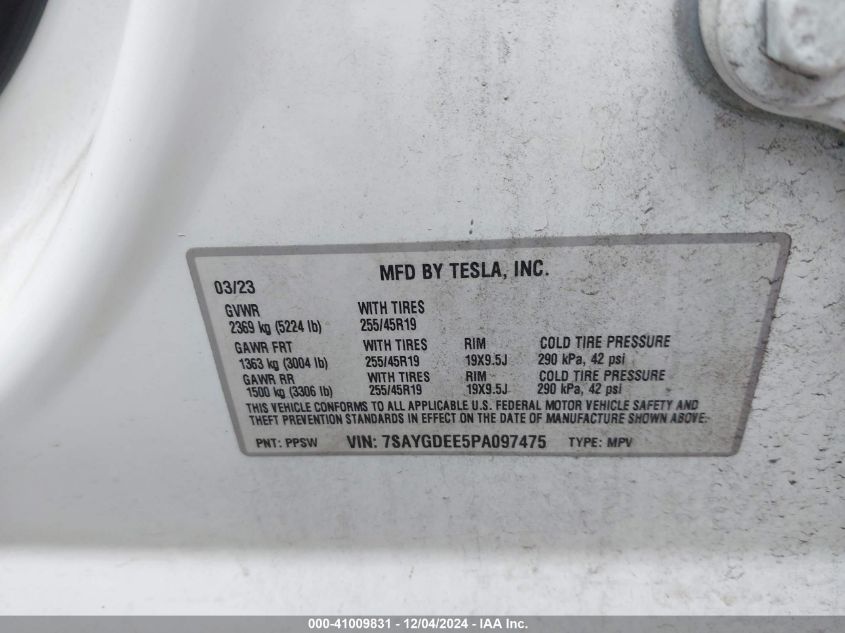 MFD BY TESLA, INC.
03/23
GVWR WITH TIRES
2369 kg (5224 lb) 255/45R19
GAWR FRT WITH TIRES RIM COLD TIRE PRESSURE
1363 kg (3004 lb) 255/45R19 19X9.5J 290 kPa, 42 psi
GAWR RR WITH TIRES RIM COLD TIRE PRESSURE
1500 kg (3306 lb) 255/45R19 19X9.5J 290 kPa, 42 psi
THIS VEHICLE CONFORMS TO ALL APPLICABLE U.S. FEDERAL MOTOR VEHICLE SAFETY AND
THEFT PREVENTION STANDARDS IN EFFECT ON THE DATE OF MANUFACTURE SHOWN ABOVE.
PNT: PPSW VIN: 7SAYGDEE5PA097475 TYPE: MPV
000-41009831 - 12/04/2024 - IAA Inc.